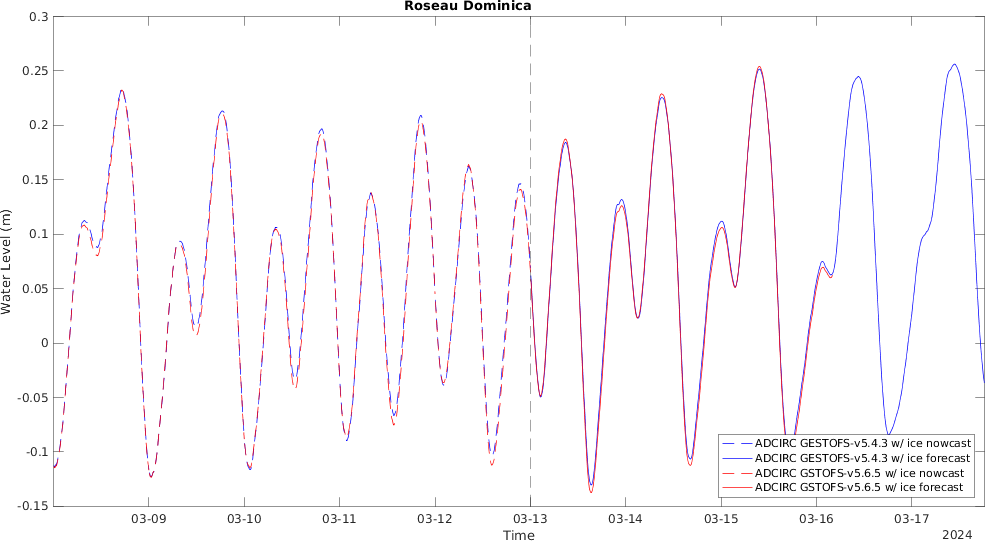 Roseau Dominica
0.3
0.25
0.2
0.15
0.1
0.05
0
-0.05
-0.1
-0.15
Water Level (m)
ADCIRC GESTOFS-v5.4.3 w/ ice nowcast
ADCIRC GESTOFS-v5.4.3 w/ ice forecast
ADCIRC GSTOFS-v5.6.5 w/ ice nowcast
ADCIRC GSTOFS-v5.6.5 w/ ice forecast
03-09 03-10 03-11 03-12 03-13 03-14 03-15 03-16 03-17
Time
2024